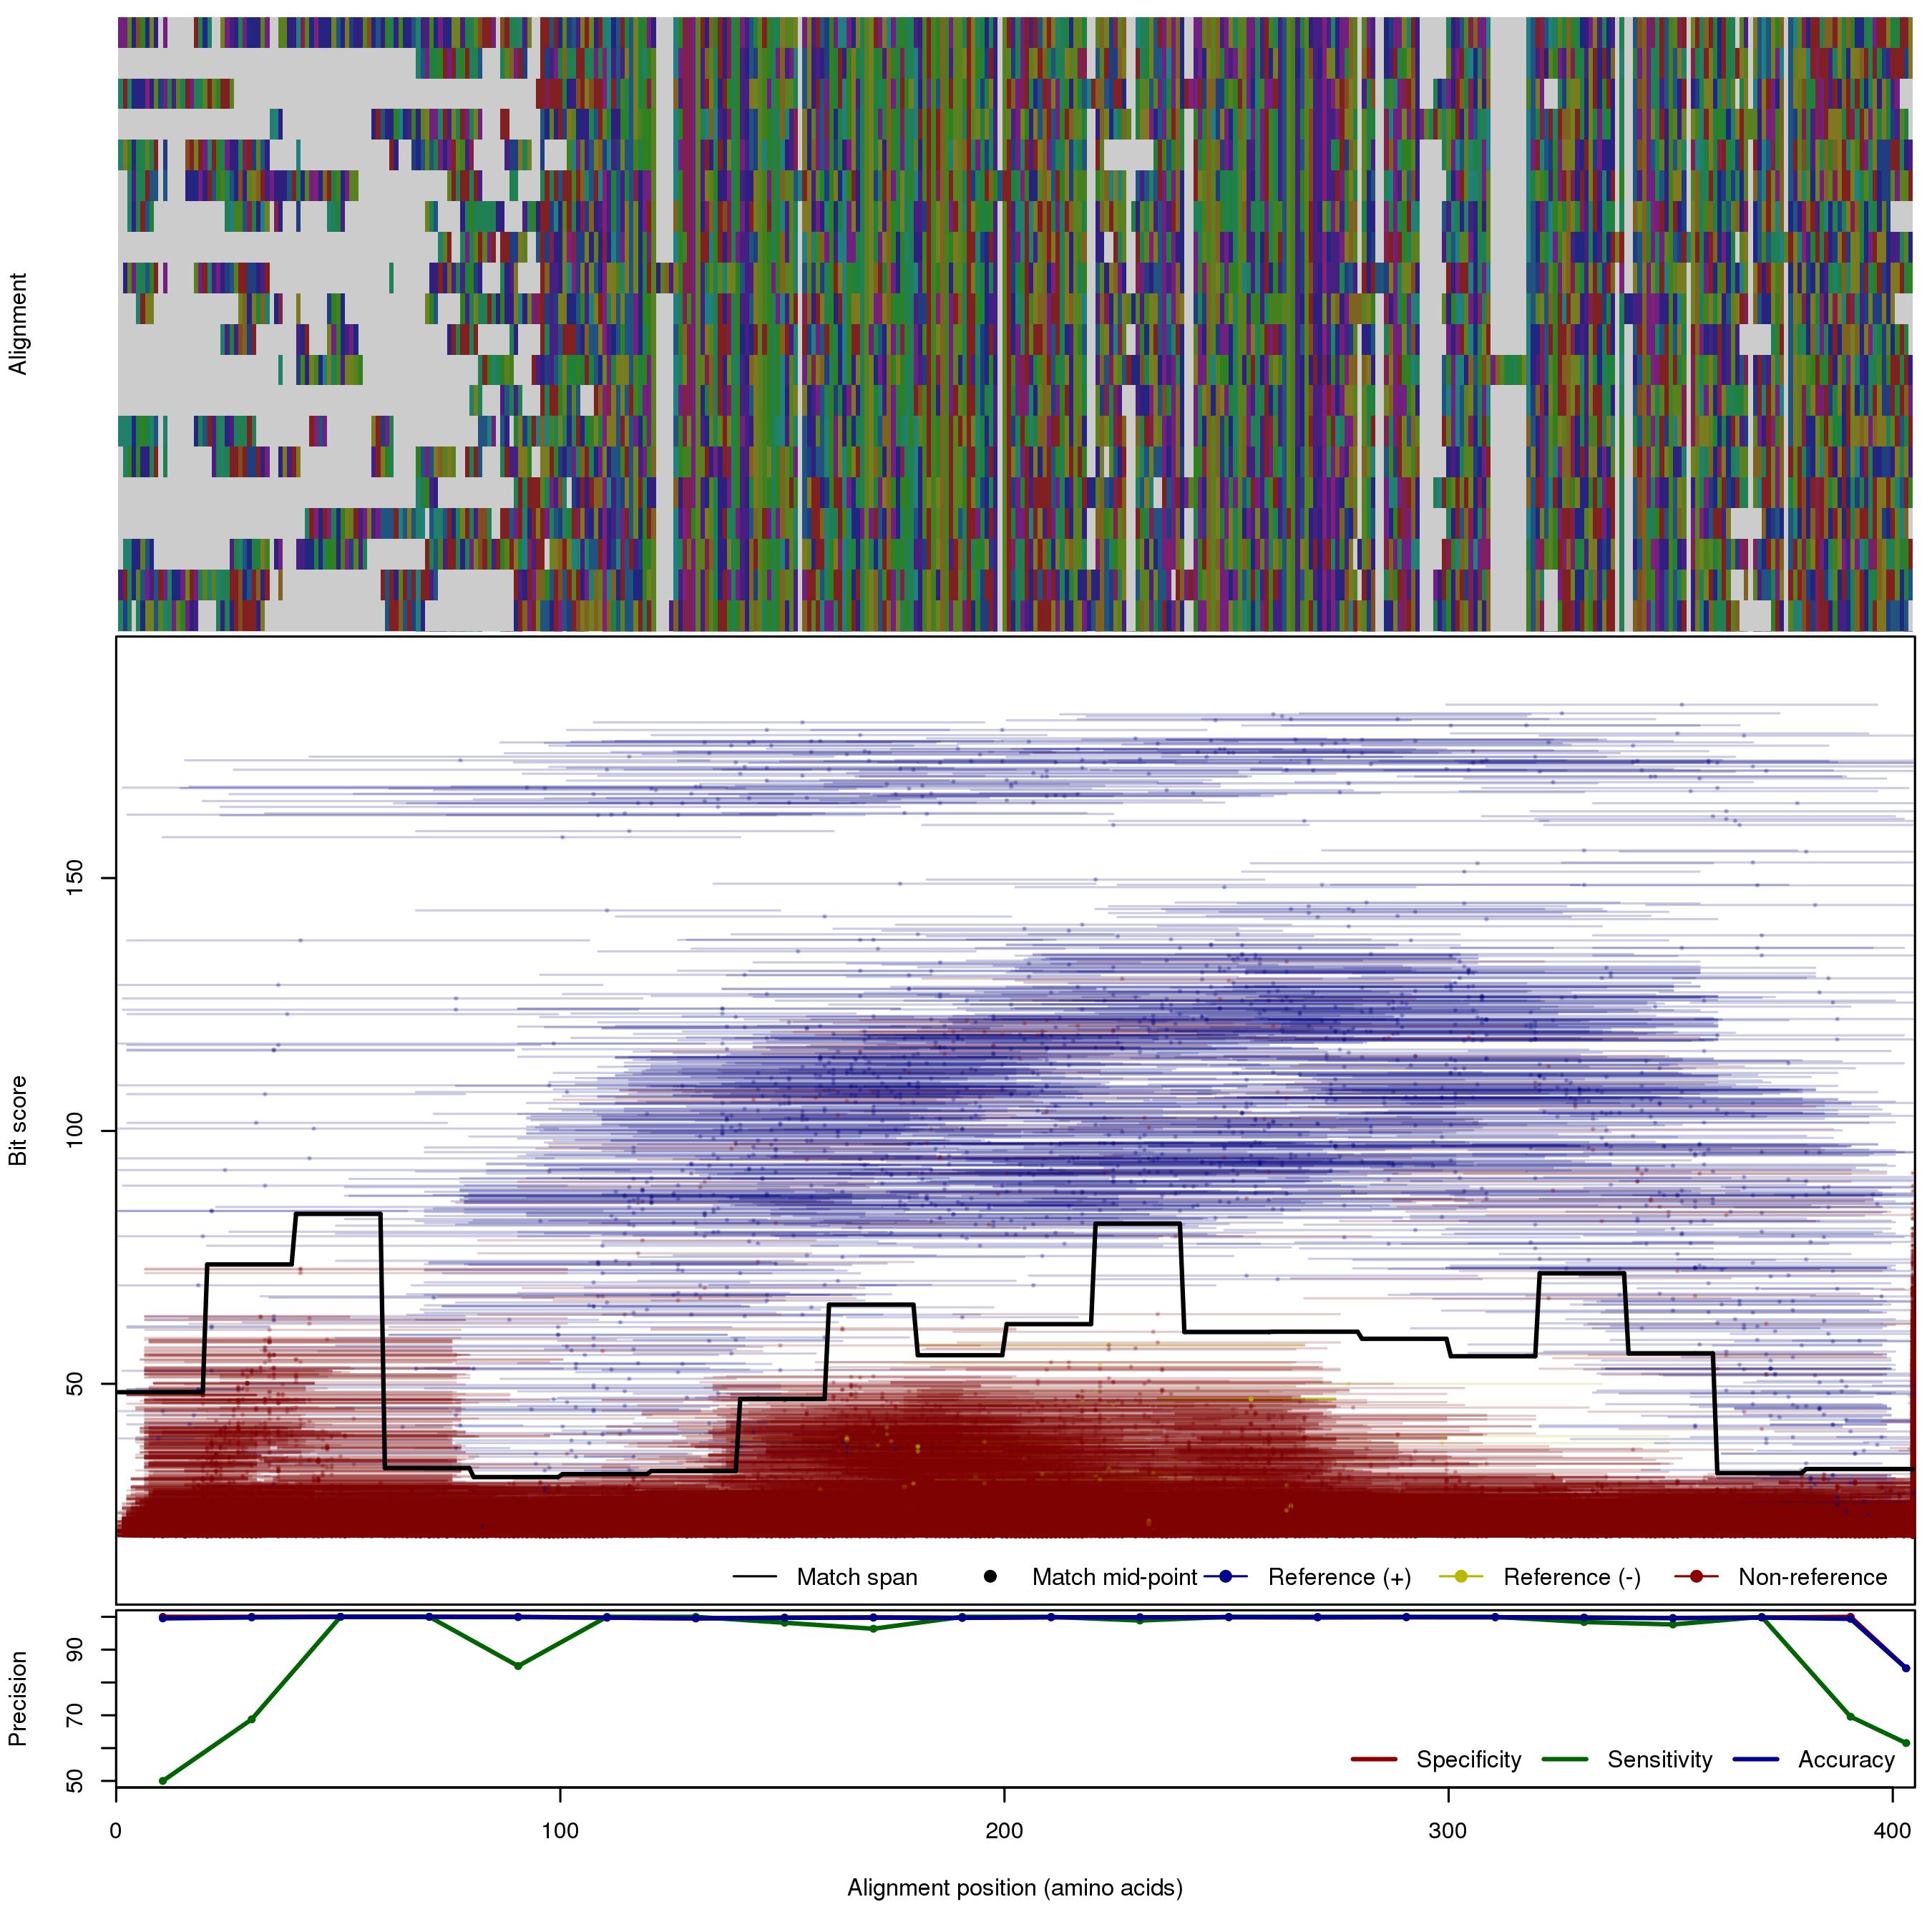 Alignment
Bit score
150
100
50
Match span
Match mid-point
Reference (+)
Reference (-)
Non-reference
Precision
90
70
50
Specificity
Sensitivity
Accuracy
0
100
200
300
400
Alignment position (amino acids)